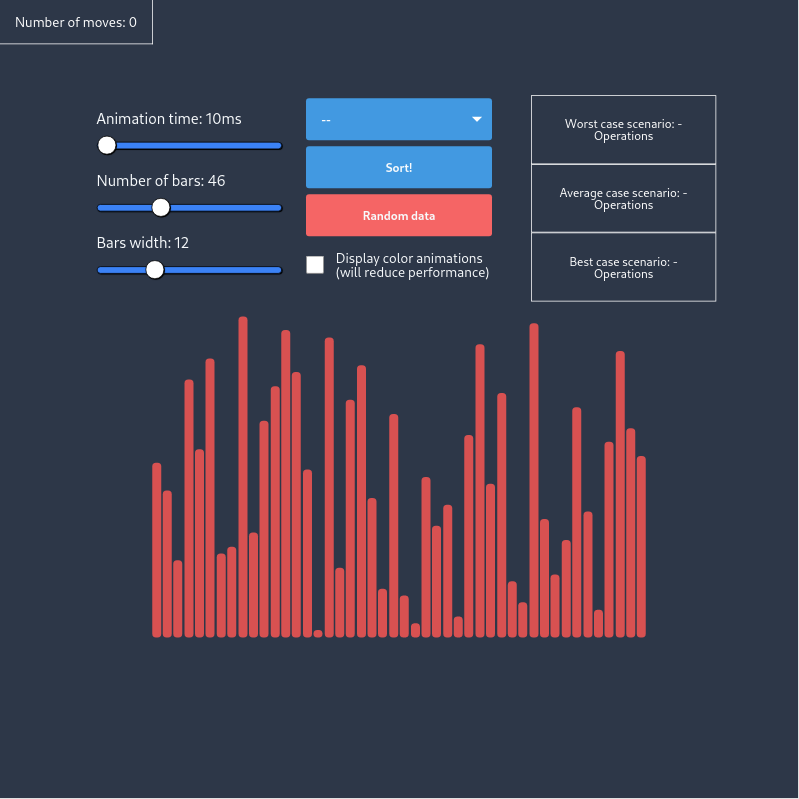 Number of moves: 0
Animation time: 10ms
Number of bars: 46
Bars width: 12
--
Sort!
Random data
Display color animations
(will reduce performance)
Worst case scenario: -
Operations
Average case scenario: -
Operations
Best case scenario: -
Operations